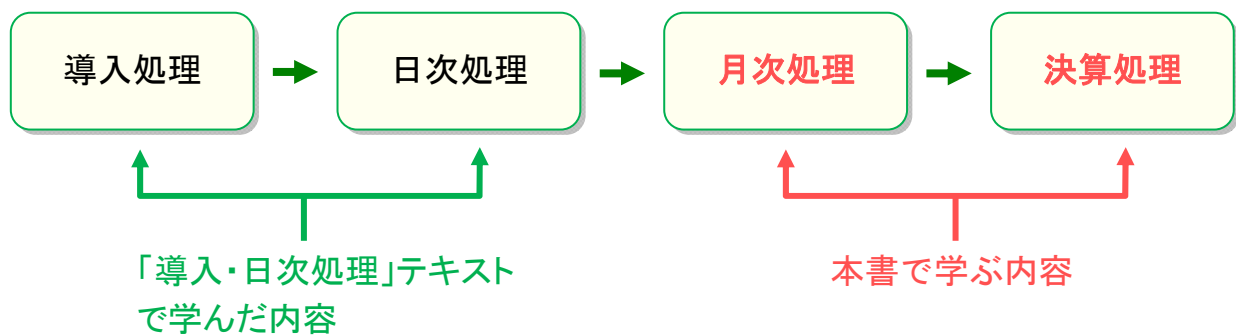 導入処理
日次処理
月次処理
決算処理
「導入・日次処理」テキスト
で学んだ内容
本書で学ぶ内容